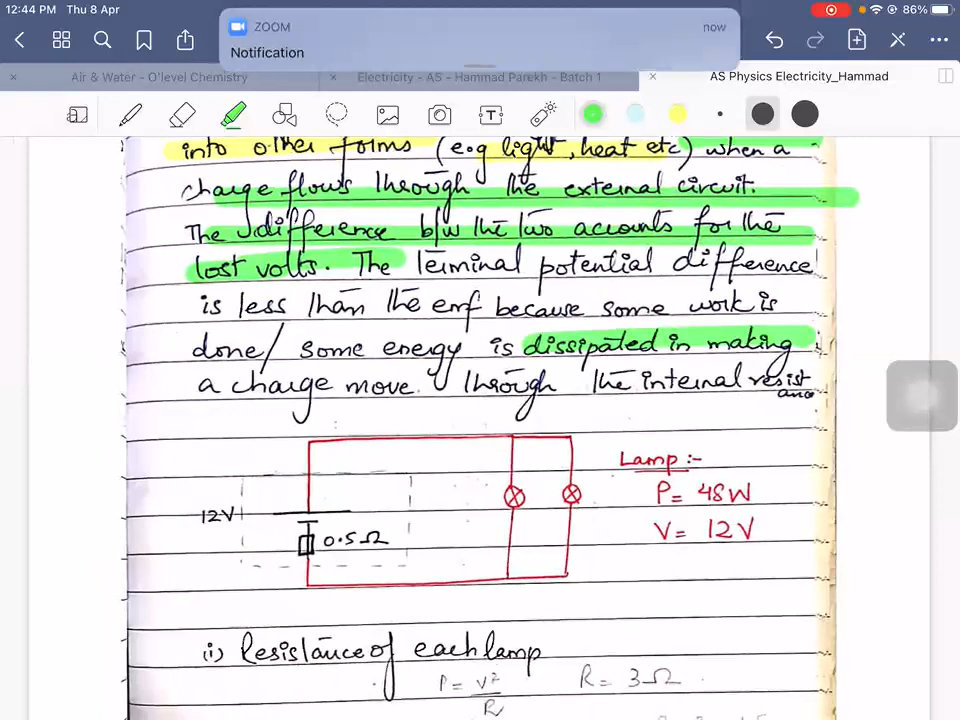 12:44 PM Thu 8 Apr
86%
ZOOM
now
Notification
Air & Water - O'level Chemistry
Electricity - AS - Hammad Parekh - Batch 1
AS Physics Electricity_Hammad
into other forms (e.g light, heat etc) when a
charge flows through the external circuit.
The difference b/w the two accounts for the
lost volts. The Terminal potential difference
is less than the emf because some work is
done/ some energy is dissipated in making
a charge move through the internal resistance
Lamp :-
P = 48W
12V
V = 12V
0.5Ω
(i) Resistance of each lamp
P = V²/R
R = 3Ω